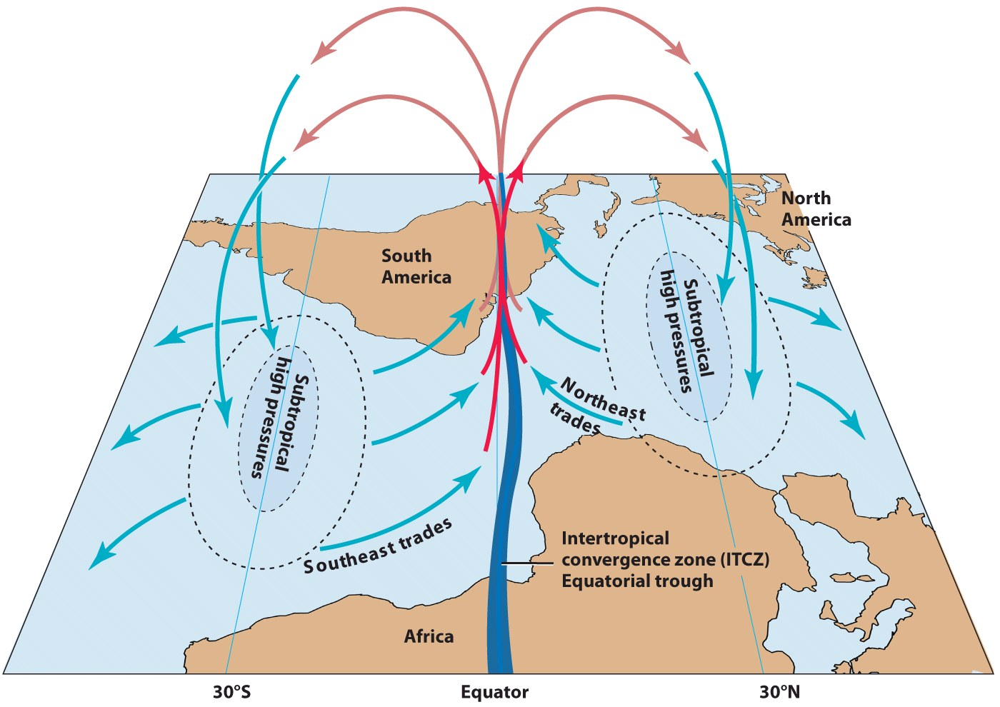 North
America
South
America
Subtropical
high pressures
Subtropical
high pressures
Northeast
trades
Southeast trades
Intertropical
convergence zone (ITCZ)
Equatorial trough
Africa
30°S
Equator
30°N